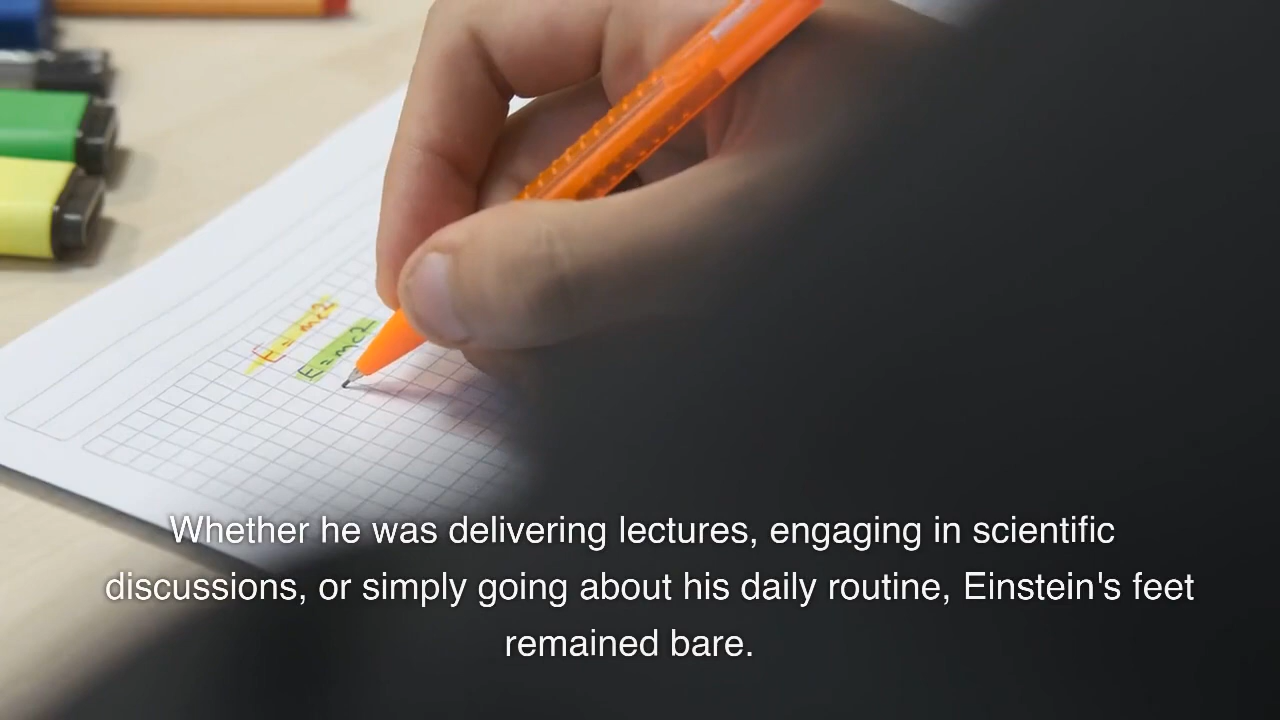 E = mc2
E = mc2
Whether he was delivering lectures, engaging in scientific
discussions, or simply going about his daily routine, Einstein's feet
remained bare.